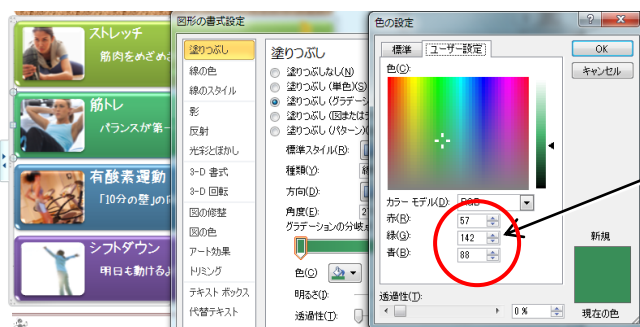 ストレッチ
筋肉をめざめ
筋トレ
バランスが第一
有酸素運動
「10分の壁」の
シフトダウン
明日も動ける
図形の書式設定
塗りつぶし
線の色
線のスタイル
影
反射
光彩とぼかし
3-D 書式
3-D 回転
図の修整
図の色
アート効果
トリミング
テキスト ボックス
代替テキスト
塗りつぶし
塗りつぶしなし(N)
塗りつぶし (単色)(S)
塗りつぶし (グラデーシ
塗りつぶし (図または
塗りつぶし (パターン)(
標準スタイル(R):
種類(Y):
方向(D):
角度(E):
グラデーションの分岐点
色(C)
明るさ(I):
透過性(T):
色の設定
標準
ユーザー設定
OK
キャンセル
色(C):
カラー モデル(D): RGB
赤(R): 57
緑(G): 142
青(B): 88
透過性(T):
0 %
新規
現在の色